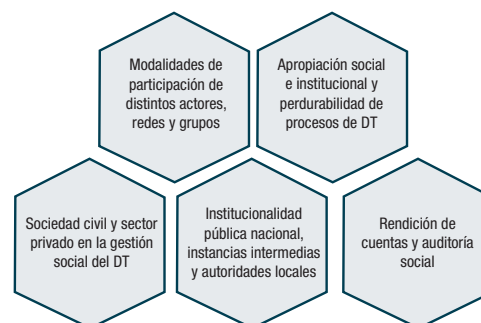 Modalidades de
participación de
distintos actores,
redes y grupos
Apropiación social
e institucional y
perdurabilidad de
procesos de DT
Sociedad civil y sector
privado en la gestión
social del DT
Institucionalidad
pública nacional,
instancias intermedias
y autoridades locales
Rendición de
cuentas y auditoría
social